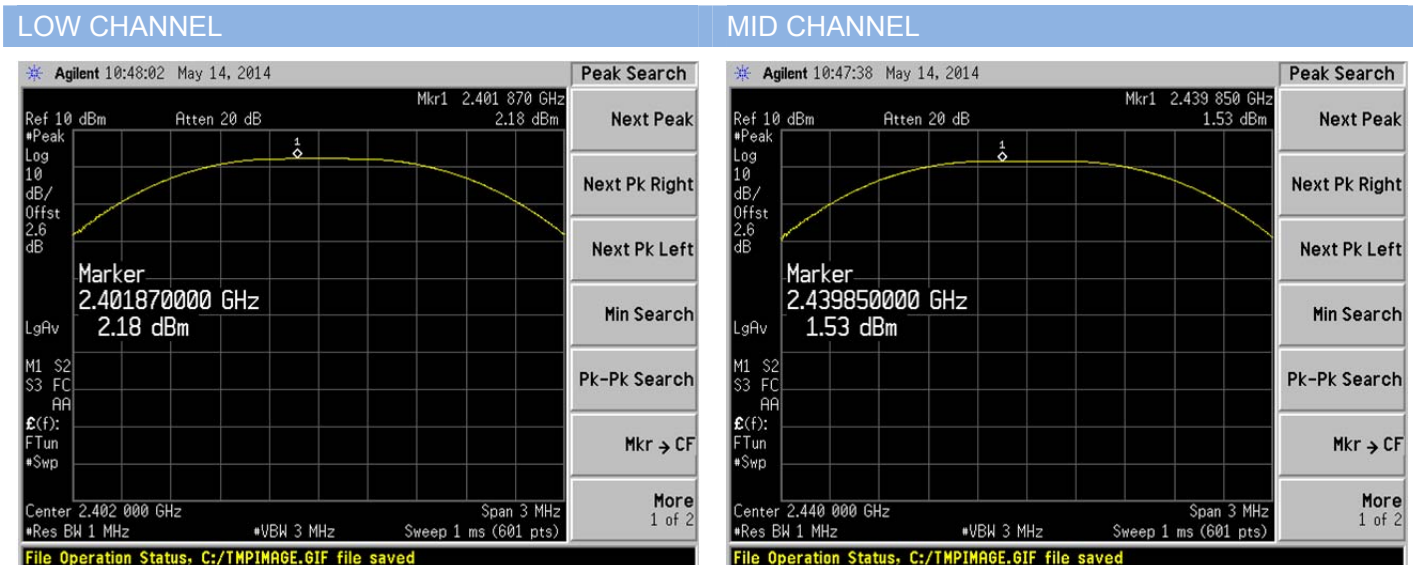 LOW CHANNEL
Agilent 10:48:02 May 14, 2014
Peak Search
Mkr1 2.401 870 GHz
Ref 10 dBm Atten 20 dB 2.18 dBm
#Peak
Log
10
dB/
Offst
2.6
dB
1
Marker
2.401870000 GHz
2.18 dBm
LgAv
M1 S2
S3 FC
AA
£(f):
FTun
#Swp
Center 2.402 000 GHz Span 3 MHz
#Res BW 1 MHz #VBW 3 MHz Sweep 1 ms (601 pts)
File Operation Status, C:/TMPIMAGE.GIF file saved
Next Peak
Next Pk Right
Next Pk Left
Min Search
Pk-Pk Search
Mkr → CF
More
1 of 2
MID CHANNEL
Agilent 10:47:38 May 14, 2014
Peak Search
Mkr1 2.439 850 GHz
Ref 10 dBm Atten 20 dB 1.53 dBm
#Peak
Log
10
dB/
Offst
2.6
dB
1
Marker
2.439850000 GHz
1.53 dBm
LgAv
M1 S2
S3 FC
AA
£(f):
FTun
#Swp
Center 2.440 000 GHz Span 3 MHz
#Res BW 1 MHz #VBW 3 MHz Sweep 1 ms (601 pts)
File Operation Status, C:/TMPIMAGE.GIF file saved
Next Peak
Next Pk Right
Next Pk Left
Min Search
Pk-Pk Search
Mkr → CF
More
1 of 2